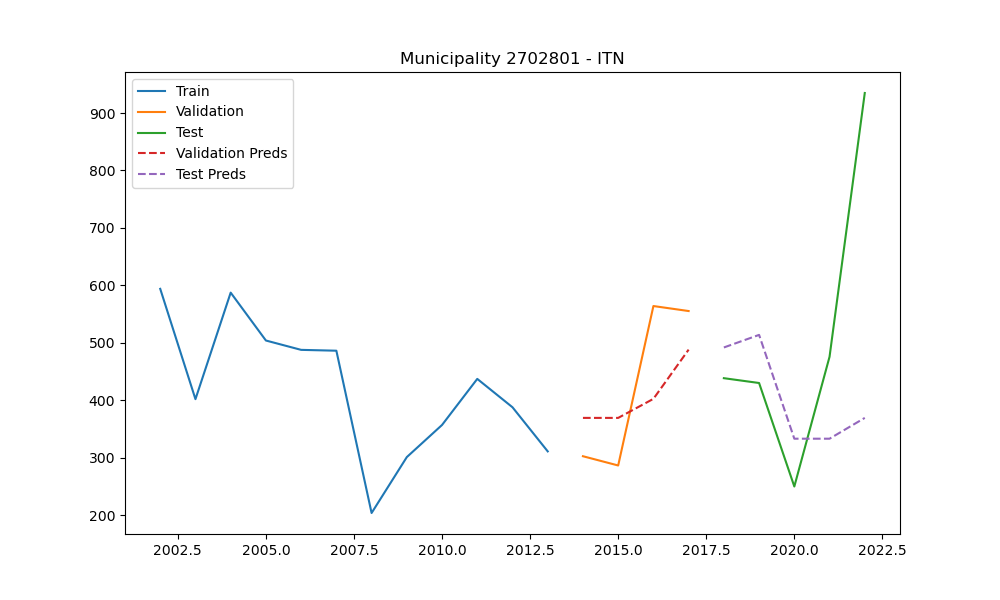 Municipality 2702801 - ITN
Train
Validation
Test
Validation Preds
Test Preds
900
800
700
600
500
400
300
200
2002.5 2005.0 2007.5 2010.0 2012.5 2015.0 2017.5 2020.0 2022.5